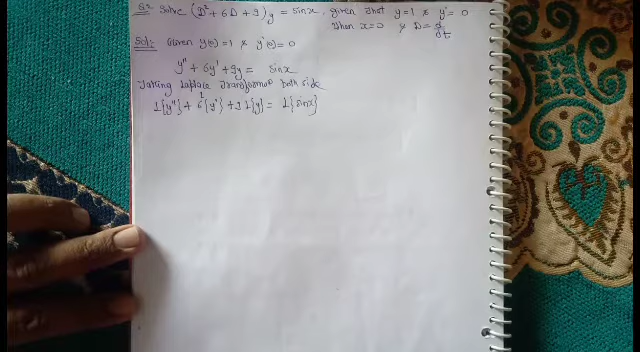 Q:- Solve (D² + 6D + 9)y = sinx. given that y=1 & y' = 0
when x=0 & D = d/dt
Sol:- Given y(0) = 1 & y'(0) = 0
y" + 6y' + 9y = sinx
Taking Laplace transforms both side
L{y"} + 6L{y'} + 9L{y} = L{sinx}